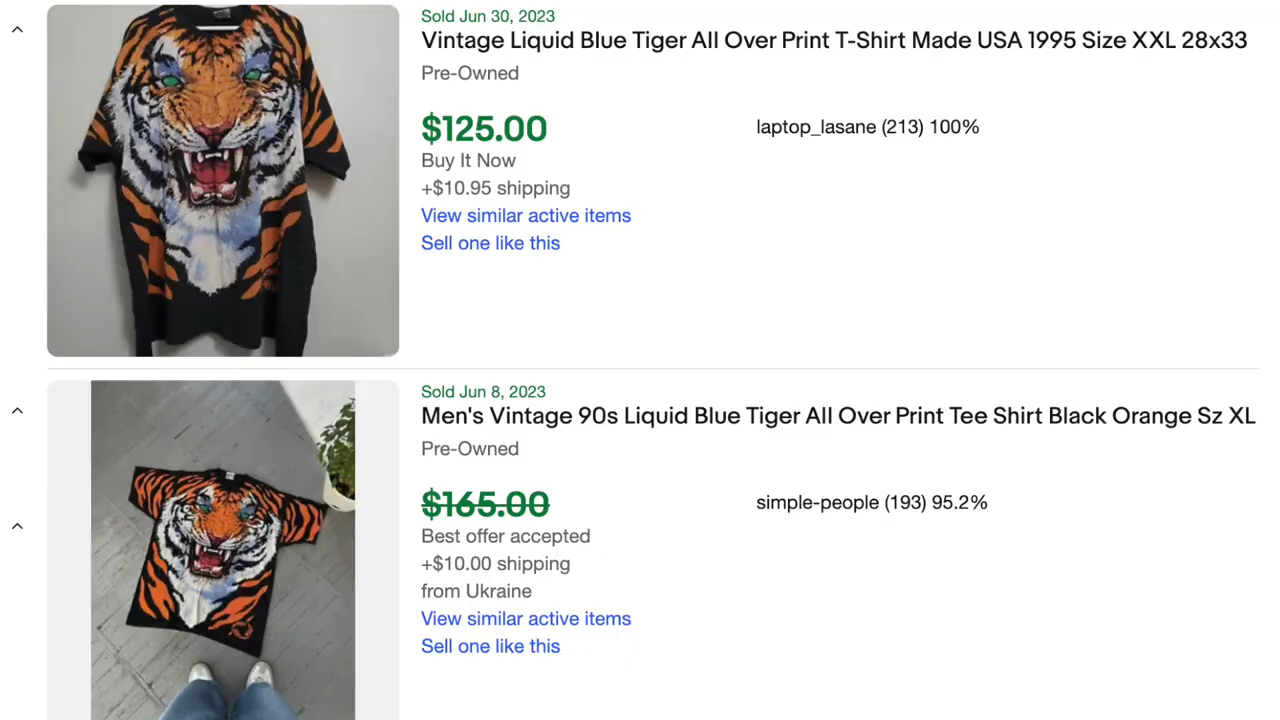 Sold Jun 30, 2023
Vintage Liquid Blue Tiger All Over Print T-Shirt Made USA 1995 Size XXL 28x33
Pre-Owned
$125.00
laptop_lasane (213) 100%
Buy It Now
+$10.95 shipping
View similar active items
Sell one like this
Sold Jun 8, 2023
Men's Vintage 90s Liquid Blue Tiger All Over Print Tee Shirt Black Orange Sz XL
Pre-Owned
$165.00
simple-people (193) 95.2%
Best offer accepted
+$10.00 shipping
from Ukraine
View similar active items
Sell one like this